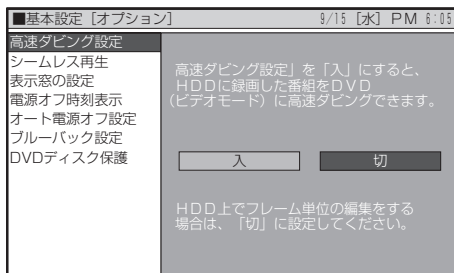 ■基本設定［オプション］ 9/15［水］PM 6:05
高速ダビング設定
シームレス再生
表示窓の設定
電源オフ時刻表示
オート電源オフ設定
ブルーバック設定
DVDディスク保護
高速ダビング設定」を「入」にすると、
HDDに録画した番組をDVD
（ビデオモード）に高速ダビングできます。
入 切
HDD上でフレーム単位の編集をする
場合は、「切」に設定してください。